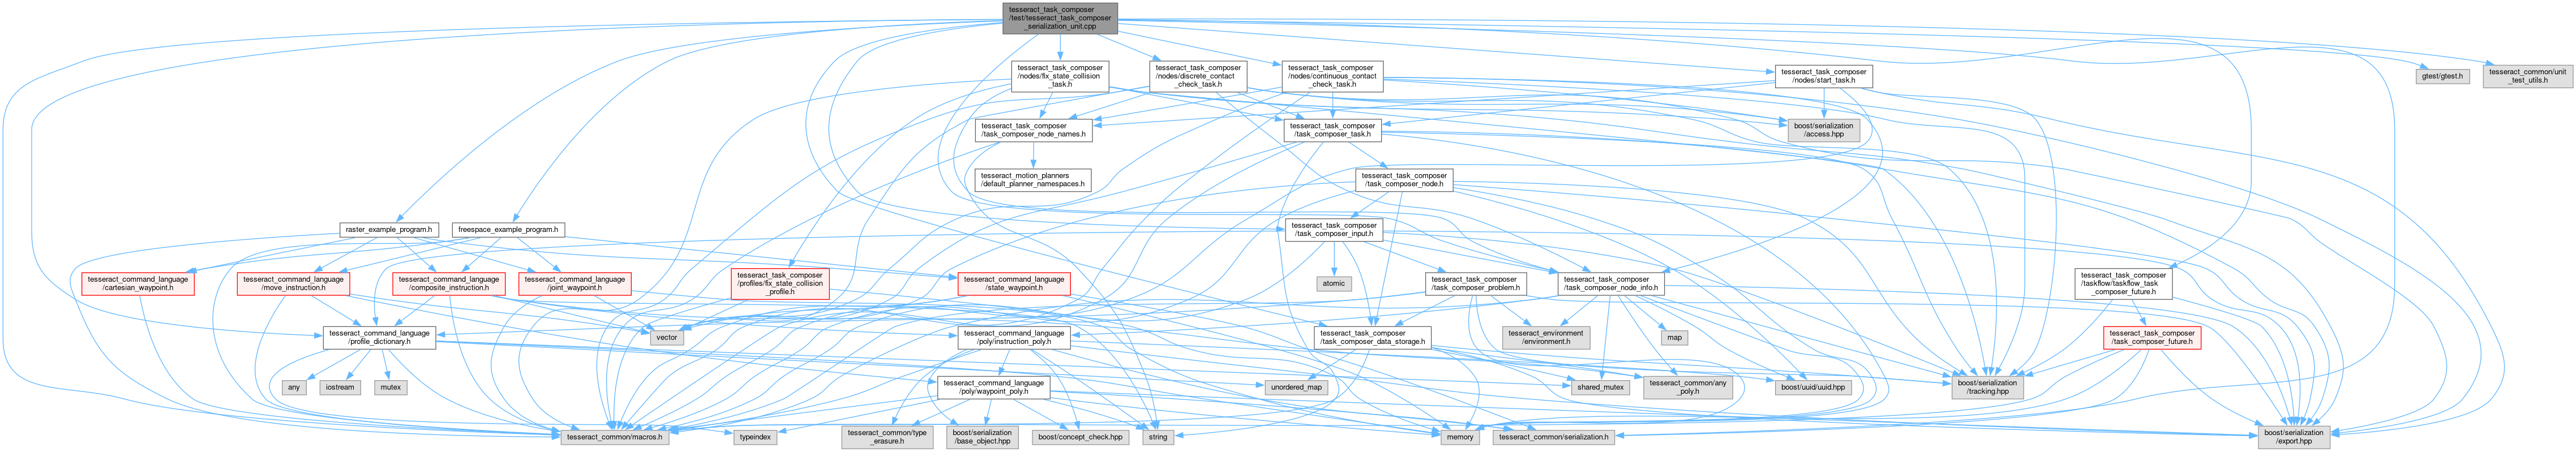 tesseract_task_composer
/test/tesseract_task_composer
_serialization_unit.cpp
tesseract_task_composer
/nodes/fix_state_collision
_task.h
tesseract_task_composer
/nodes/discrete_contact
_check_task.h
tesseract_task_composer
/nodes/continuous_contact
_check_task.h
tesseract_task_composer
/nodes/start_task.h
gtest/gtest.h
tesseract_common/unit
_test_utils.h
tesseract_task_composer
/task_composer_node_names.h
tesseract_task_composer
/task_composer_task.h
boost/serialization
/access.hpp
tesseract_motion_planners
/default_planner_namespaces.h
tesseract_task_composer
/task_composer_node.h
raster_example_program.h
freespace_example_program.h
tesseract_task_composer
/task_composer_input.h
tesseract_command_language
/cartesian_waypoint.h
tesseract_command_language
/move_instruction.h
tesseract_command_language
/composite_instruction.h
tesseract_command_language
/joint_waypoint.h
tesseract_task_composer
/profiles/fix_state_collision
_profile.h
tesseract_command_language
/state_waypoint.h
atomic
tesseract_task_composer
/task_composer_problem.h
tesseract_task_composer
/task_composer_node_info.h
tesseract_task_composer
/taskflow/taskflow_task
_composer_future.h
tesseract_command_language
/profile_dictionary.h
vector
tesseract_command_language
/poly/instruction_poly.h
tesseract_task_composer
/task_composer_data_storage.h
tesseract_environment
/environment.h
map
tesseract_task_composer
/task_composer_future.h
any
iostream
mutex
tesseract_command_language
/poly/waypoint_poly.h
unordered_map
shared_mutex
tesseract_common/any
_poly.h
boost/uuid/uuid.hpp
boost/serialization
/tracking.hpp
tesseract_common/macros.h
typeindex
tesseract_common/type
_erasure.h
boost/serialization
/base_object.hpp
boost/concept_check.hpp
string
memory
tesseract_common/serialization.h
boost/serialization
/export.hpp